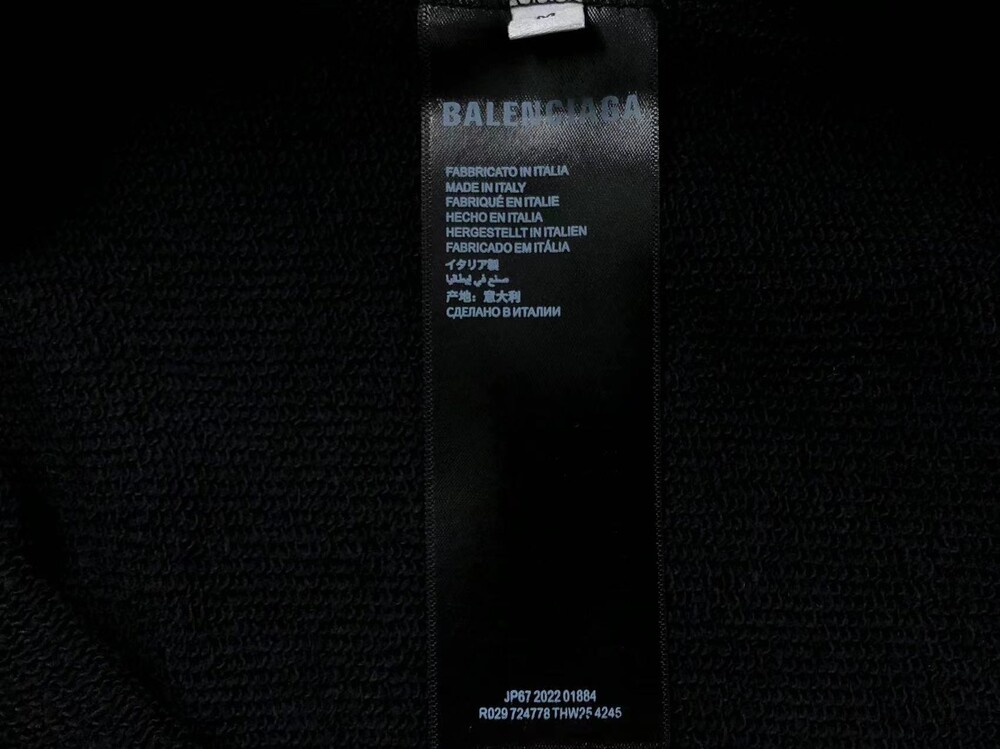 BALENCIAGA
FABBRICATO IN ITALIA
MADE IN ITALY
FABRIQUÉ EN ITALIE
HECHO EN ITALIA
HERGESTELLT IN ITALIEN
FABRICADO EM ITÁLIA
イタリア製
صنع في إيطاليا
产地：意大利
СДЕЛАНО В ИТАЛИИ
JP67 2022 01884
R029 724778 THW25 4245